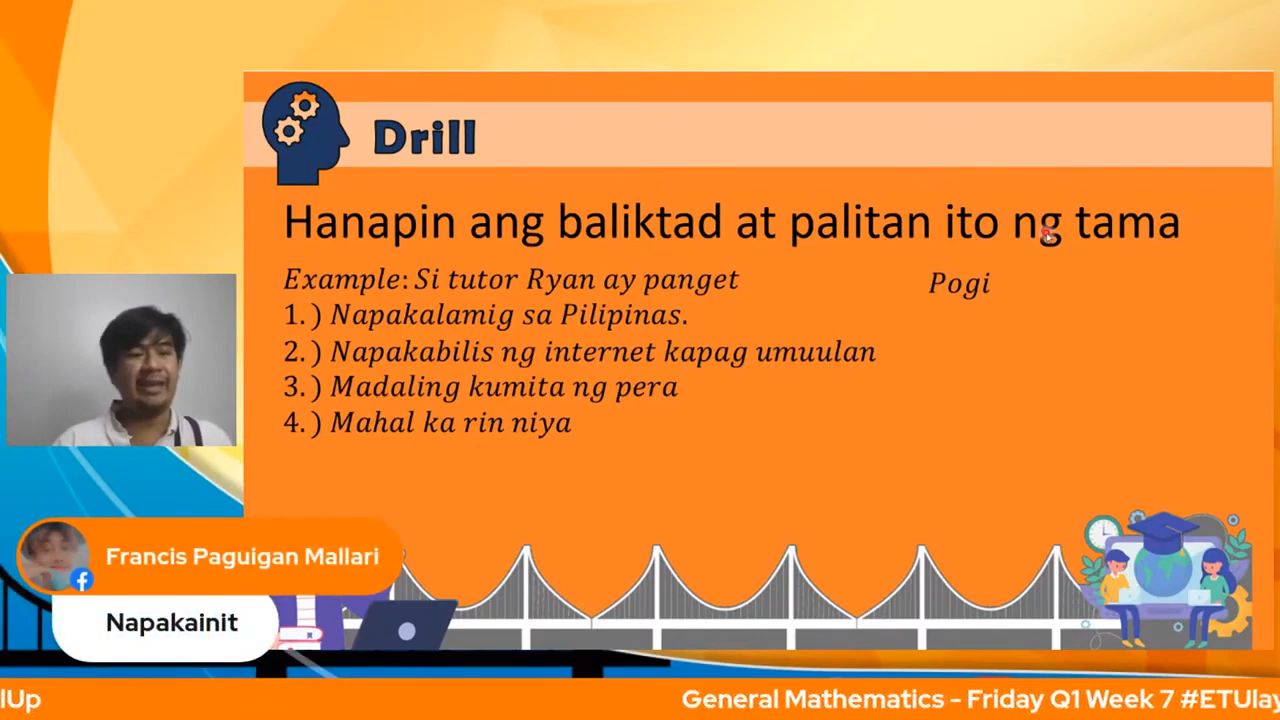 Drill
Hanapin ang baliktad at palitan ito ng tama
Example: Si tutor Ryan ay panget
Pogi
1.) Napakalamig sa Pilipinas.
2.) Napakabilis ng internet kapag umuulan
3.) Madaling kumita ng pera
4.) Mahal ka rin niya
Francis Paguigan Mallari
Napakainit
lUp General Mathematics - Friday Q1 Week 7 #ETUlay